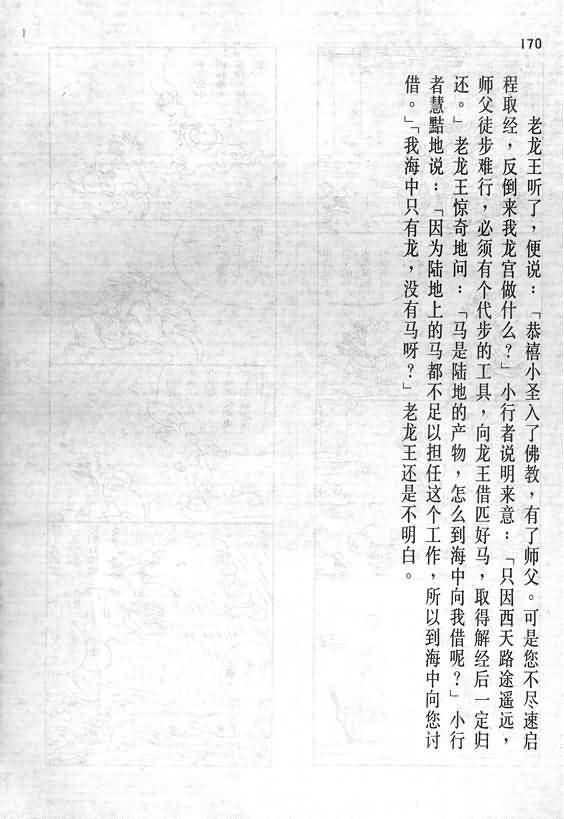 170
老龙王听了，便说：「恭禧小圣入了佛教，有了师父。可是您不尽速启
程取经，反倒来我龙宫做什么？」小行者说明来意：「只因西天路途遥远，
师父徒步难行，必须有个代步的工具，向龙王借匹好马，取得解经后一定归
还。」老龙王惊奇地问：「马是陆地的产物，怎么到海中向我借呢？」小行
者慧黠地说：「因为陆地上的马都不足以担任这个工作，所以到海中向您讨
借。」「我海中只有龙，没有马呀？」老龙王还是不明白。